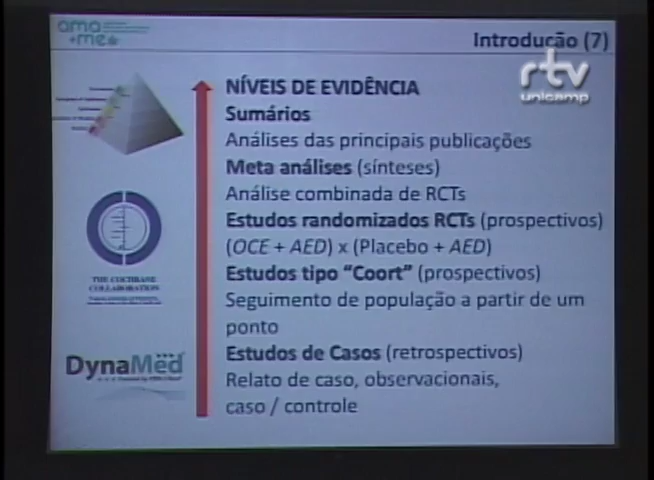 ama
+me
Introdução (7)
rtv
unicamp
NÍVEIS DE EVIDÊNCIA
Sumários
Análises das principais publicações
Meta análises (sínteses)
Análise combinada de RCTs
Estudos randomizados RCTs (prospectivos)
(OCE + AED) x (Placebo + AED)
Estudos tipo “Coort” (prospectivos)
Seguimento de população a partir de um
ponto
Estudos de Casos (retrospectivos)
Relato de caso, observacionais,
caso / controle
THE COCHRANE
COLLABORATION
DynaMed